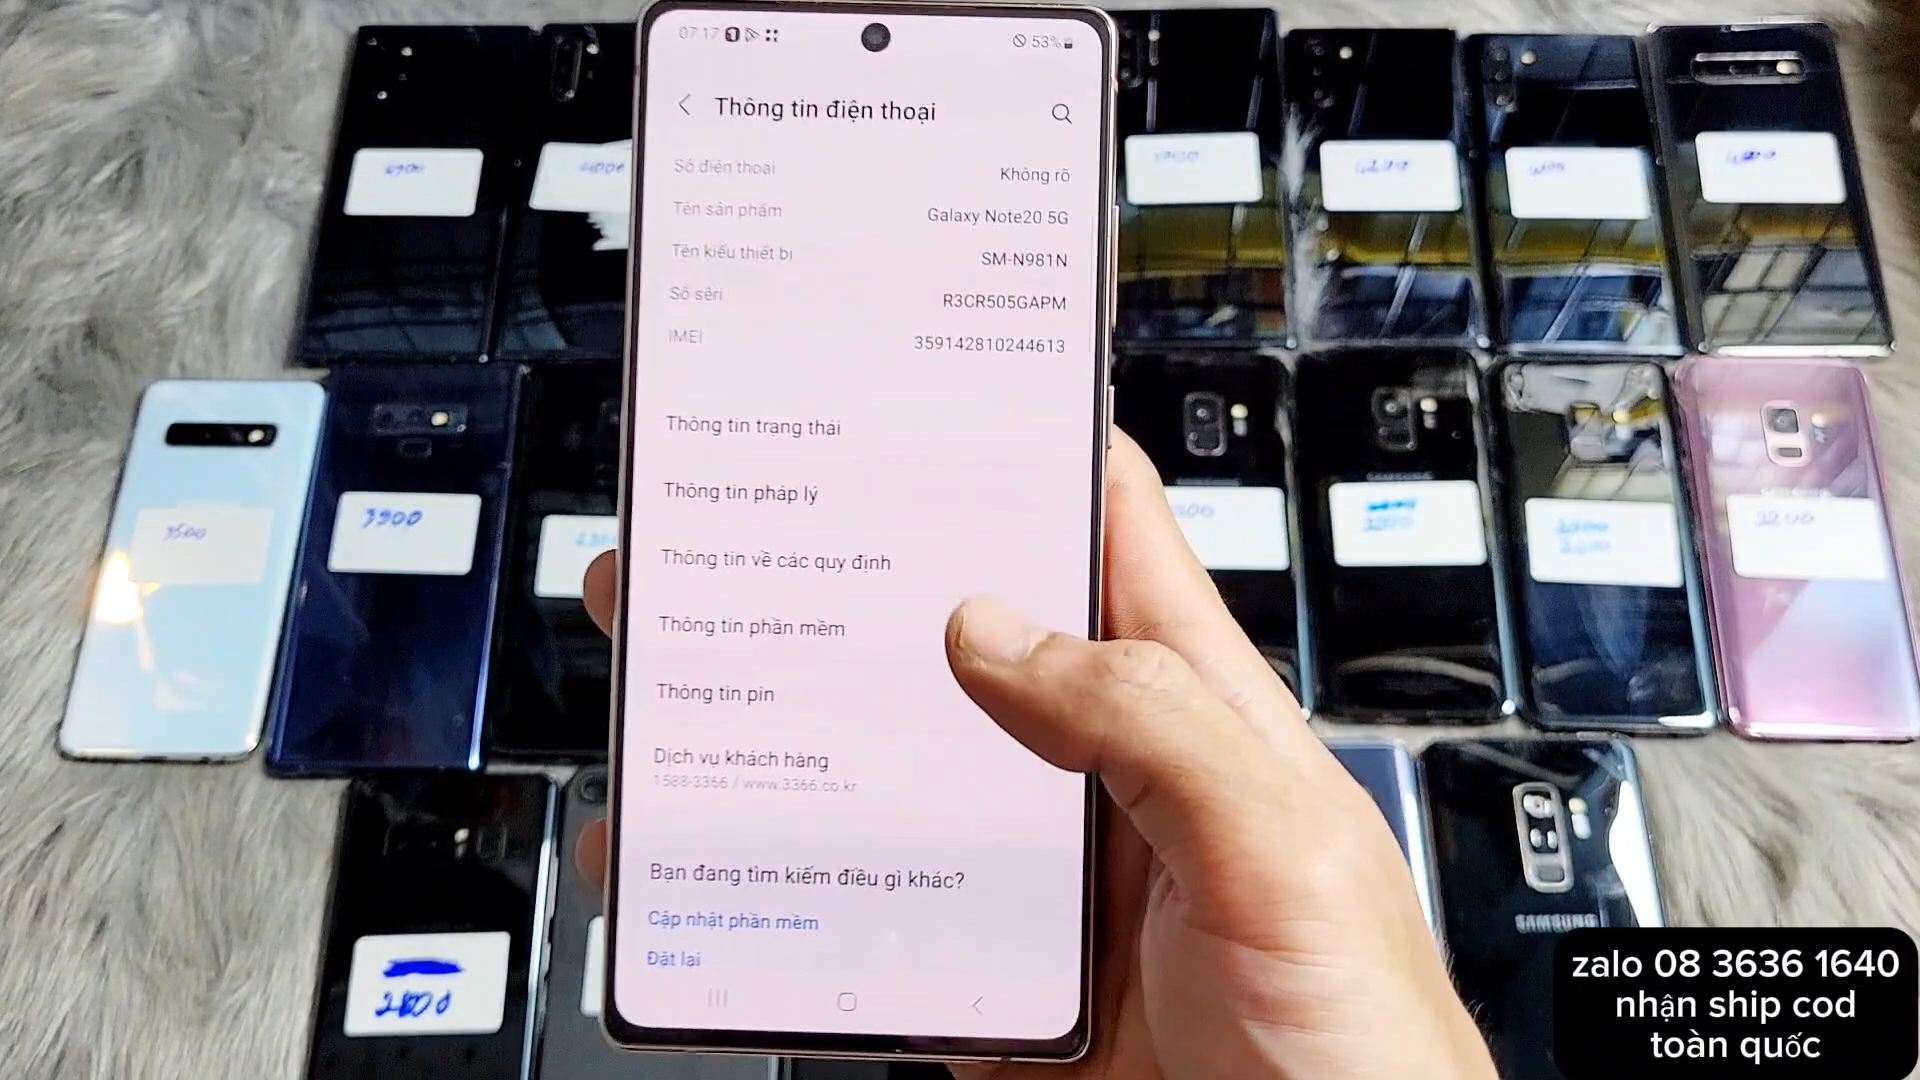 07:17
53%
Thông tin điện thoại
Số điện thoại
Không rõ
Tên sản phẩm
Galaxy Note20 5G
Tên kiểu thiết bị
SM-N981N
Số sêri
R3CR505GAPM
IMEI
359142810244613
Thông tin trạng thái
Thông tin pháp lý
Thông tin về các quy định
Thông tin phần mềm
Thông tin pin
Dịch vụ khách hàng
1588-3366 / www.3366.co.kr
Bạn đang tìm kiếm điều gì khác?
Cập nhật phần mềm
Đặt lại
3500
3900
2200
2800
SAMSUNG
zalo 08 3636 1640
nhận ship cod
toàn quốc